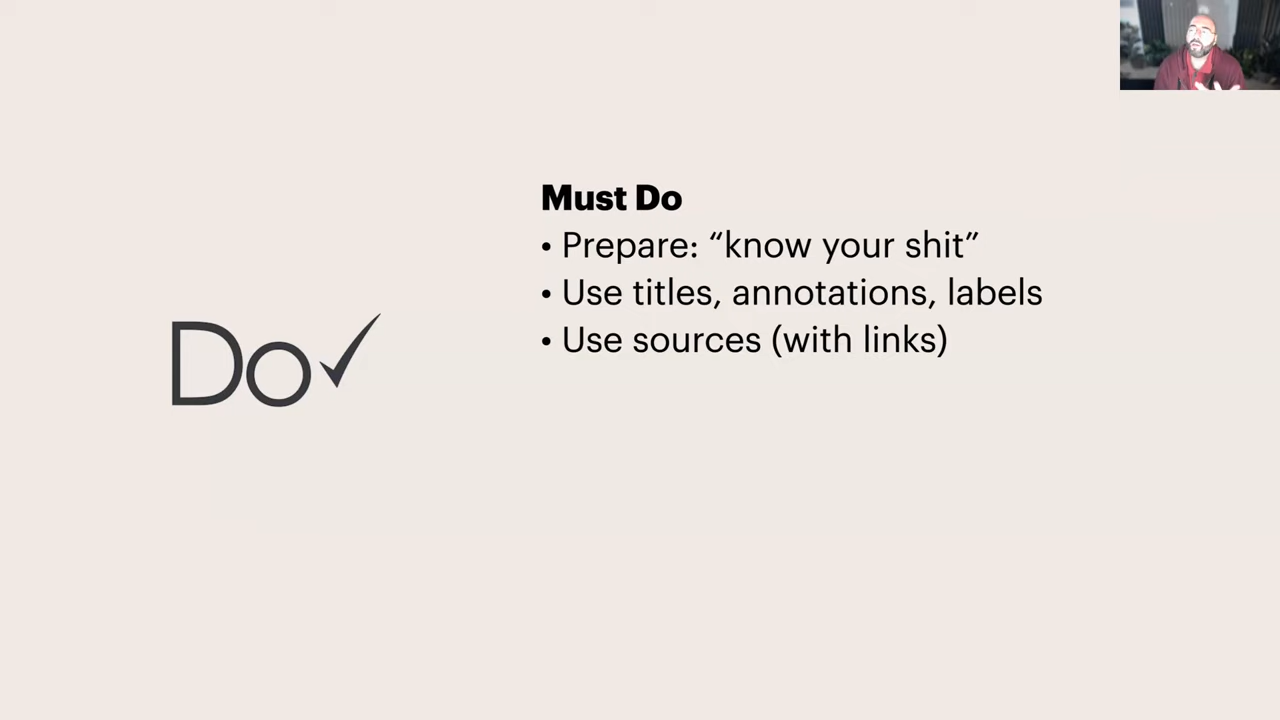 Do✓
Must Do
• Prepare: “know your shit”
• Use titles, annotations, labels
• Use sources (with links)